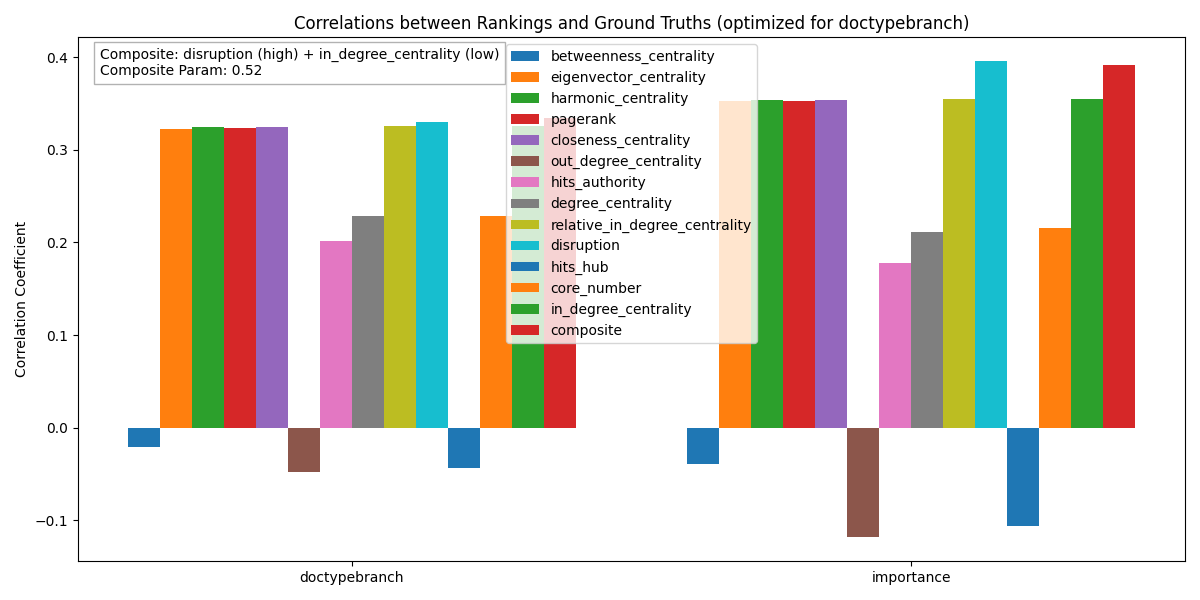 Correlations between Rankings and Ground Truths (optimized for doctypebranch)
Composite: disruption (high) + in_degree_centrality (low)
Composite Param: 0.52
betweenness_centrality
eigenvector_centrality
harmonic_centrality
pagerank
closeness_centrality
out_degree_centrality
hits_authority
degree_centrality
relative_in_degree_centrality
disruption
hits_hub
core_number
in_degree_centrality
composite
Correlation Coefficient
0.4
0.3
0.2
0.1
0.0
−0.1
doctypebranch
importance